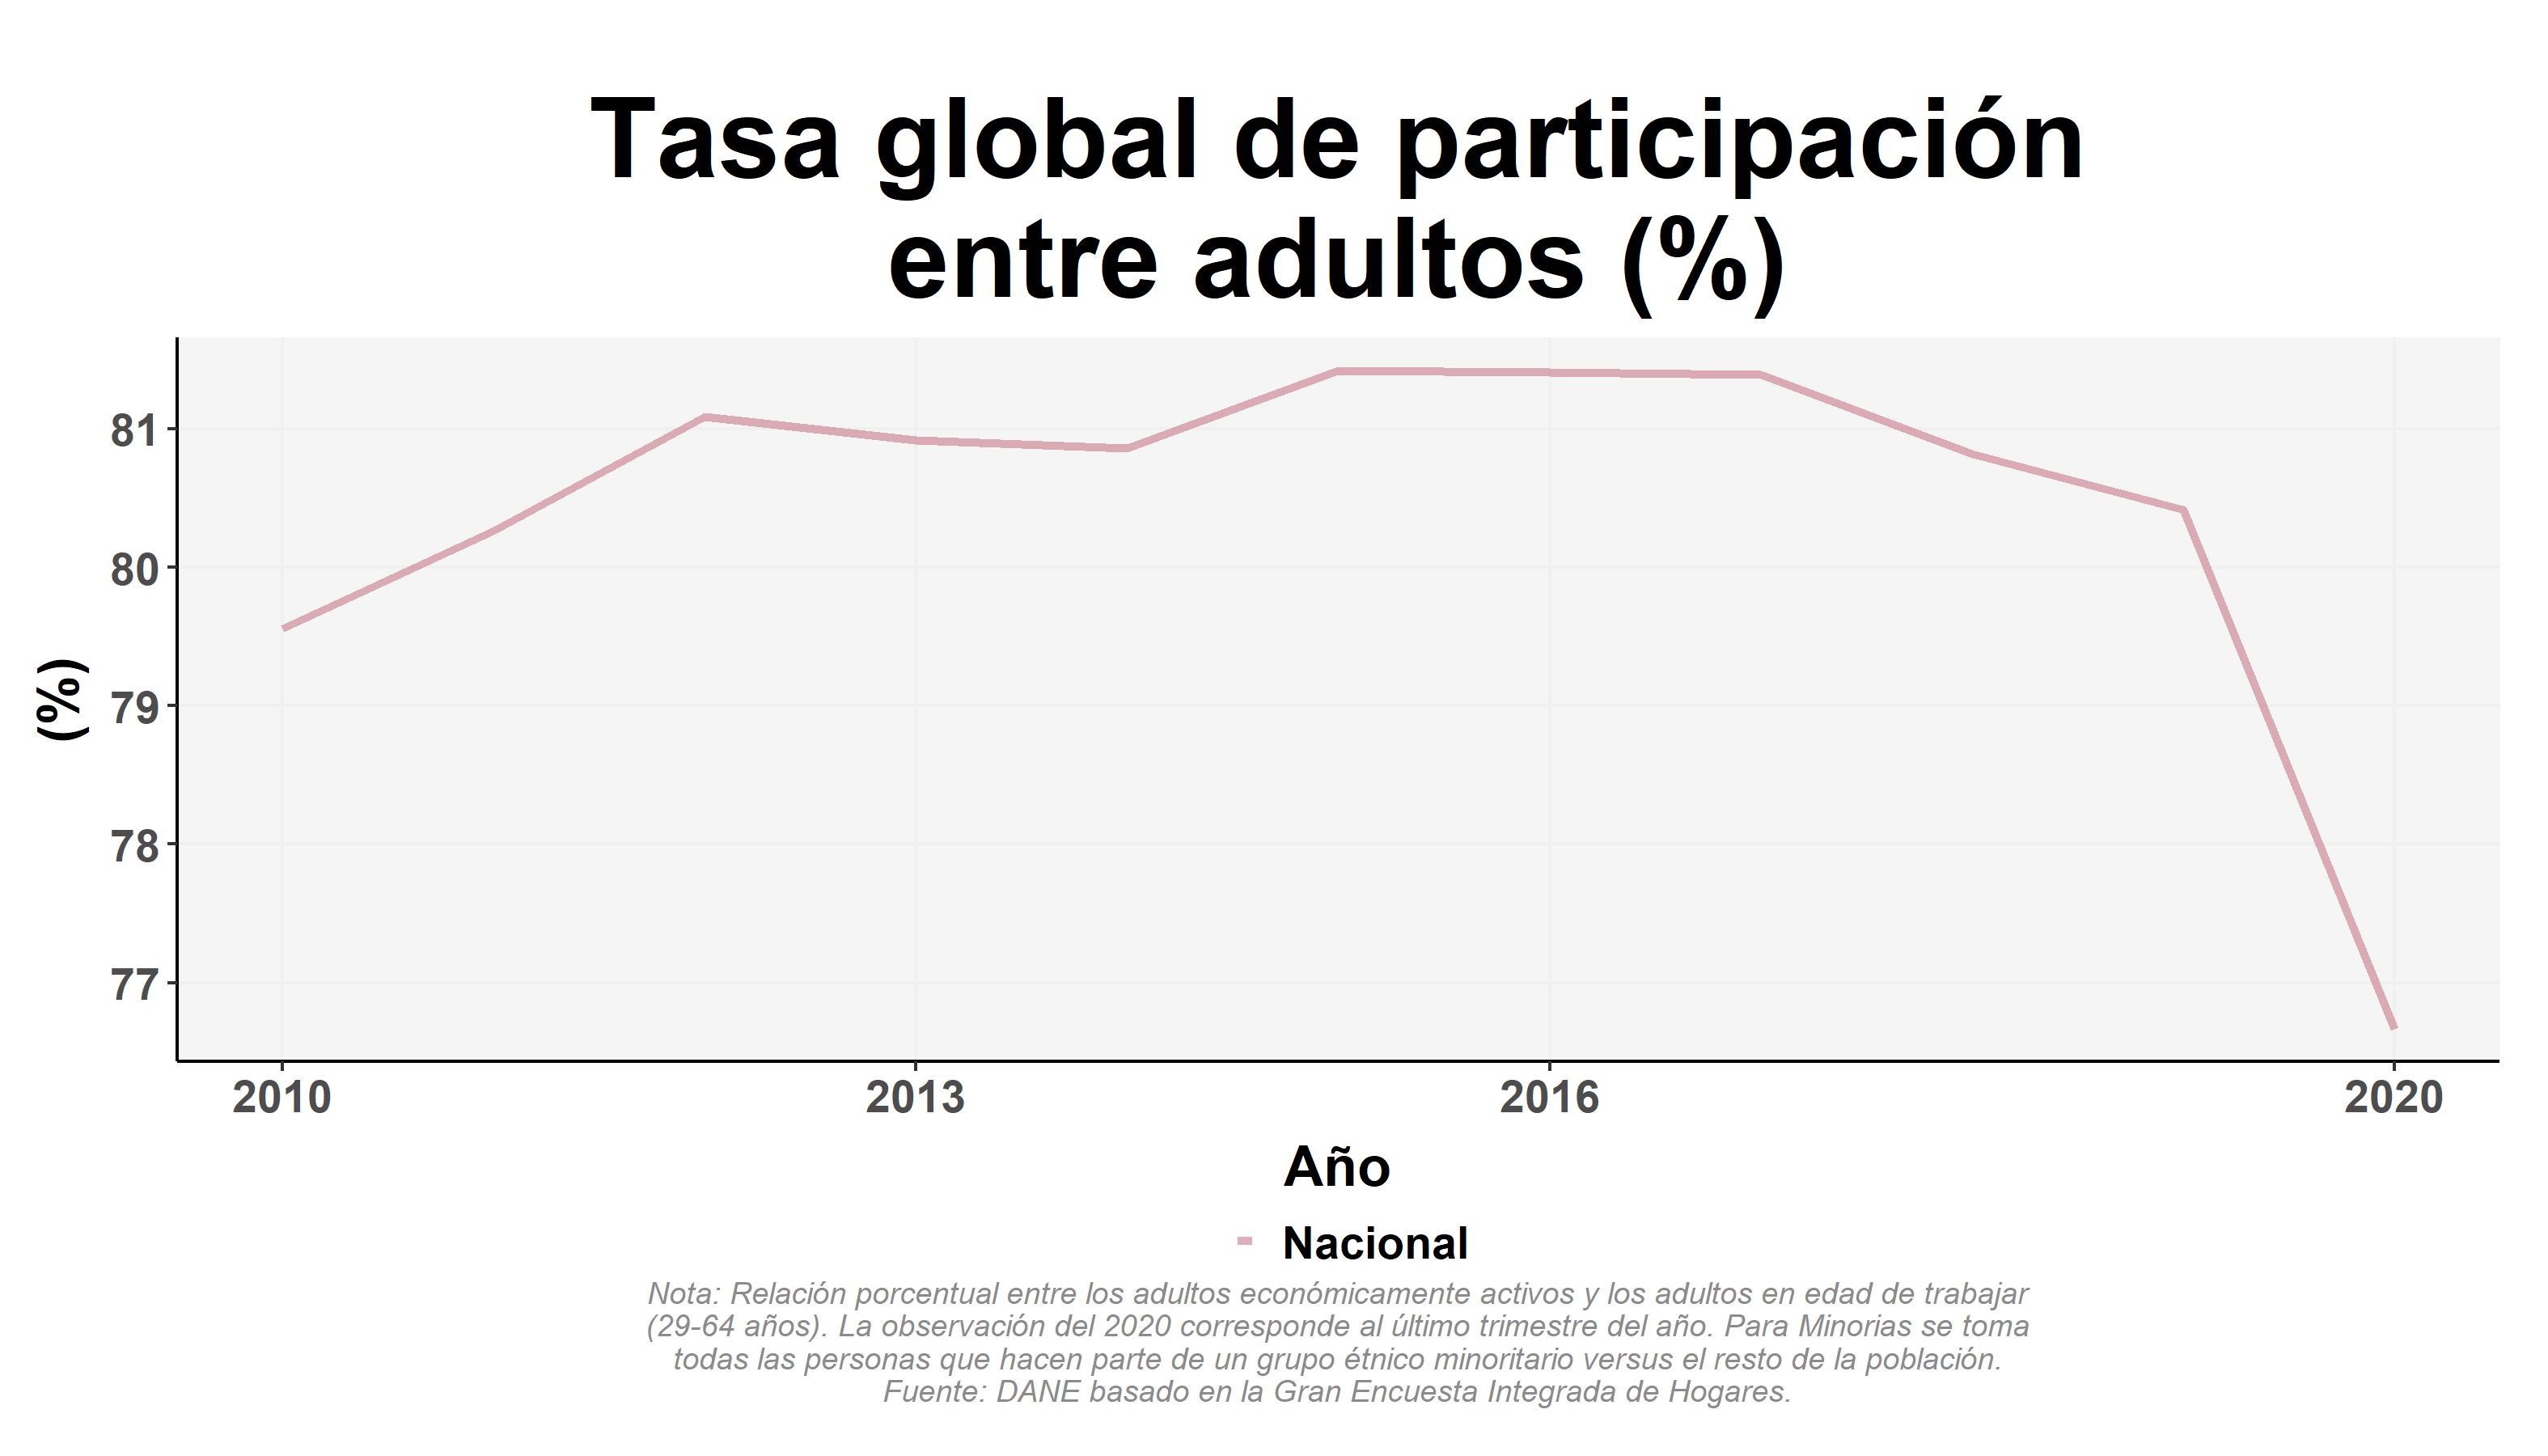 Tasa global de participación
entre adultos (%)
(%)
81
80
79
78
77
2010 2013 2016 2020
Año
Nacional
Nota: Relación porcentual entre los adultos económicamente activos y los adultos en edad de trabajar
(29-64 años). La observación del 2020 corresponde al último trimestre del año. Para Minorias se toma
todas las personas que hacen parte de un grupo étnico minoritario versus el resto de la población.
Fuente: DANE basado en la Gran Encuesta Integrada de Hogares.